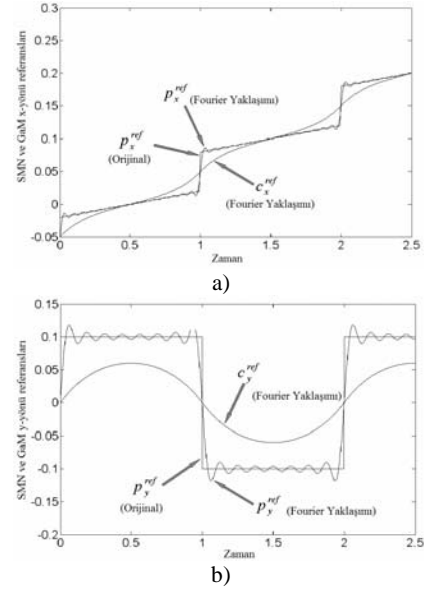 0.3
0.25
0.2
0.15
0.1
0.05
0
-0.05
SMN ve GaM x-yönü referansları
p_x^ref (Fourier Yaklaşımı)
p_x^ref
(Orijinal)
c_x^ref
(Fourier Yaklaşımı)
0 0.5 1 1.5 2 2.5
Zaman
a)
0.15
0.1
0.05
0
-0.05
-0.1
-0.15
-0.2
SMN ve GaM y-yönü referansları
c_y^ref
(Fourier Yaklaşımı)
p_y^ref
(Orijinal)
p_y^ref (Fourier Yaklaşımı)
0 0.5 1 1.5 2 2.5
Zaman
b)